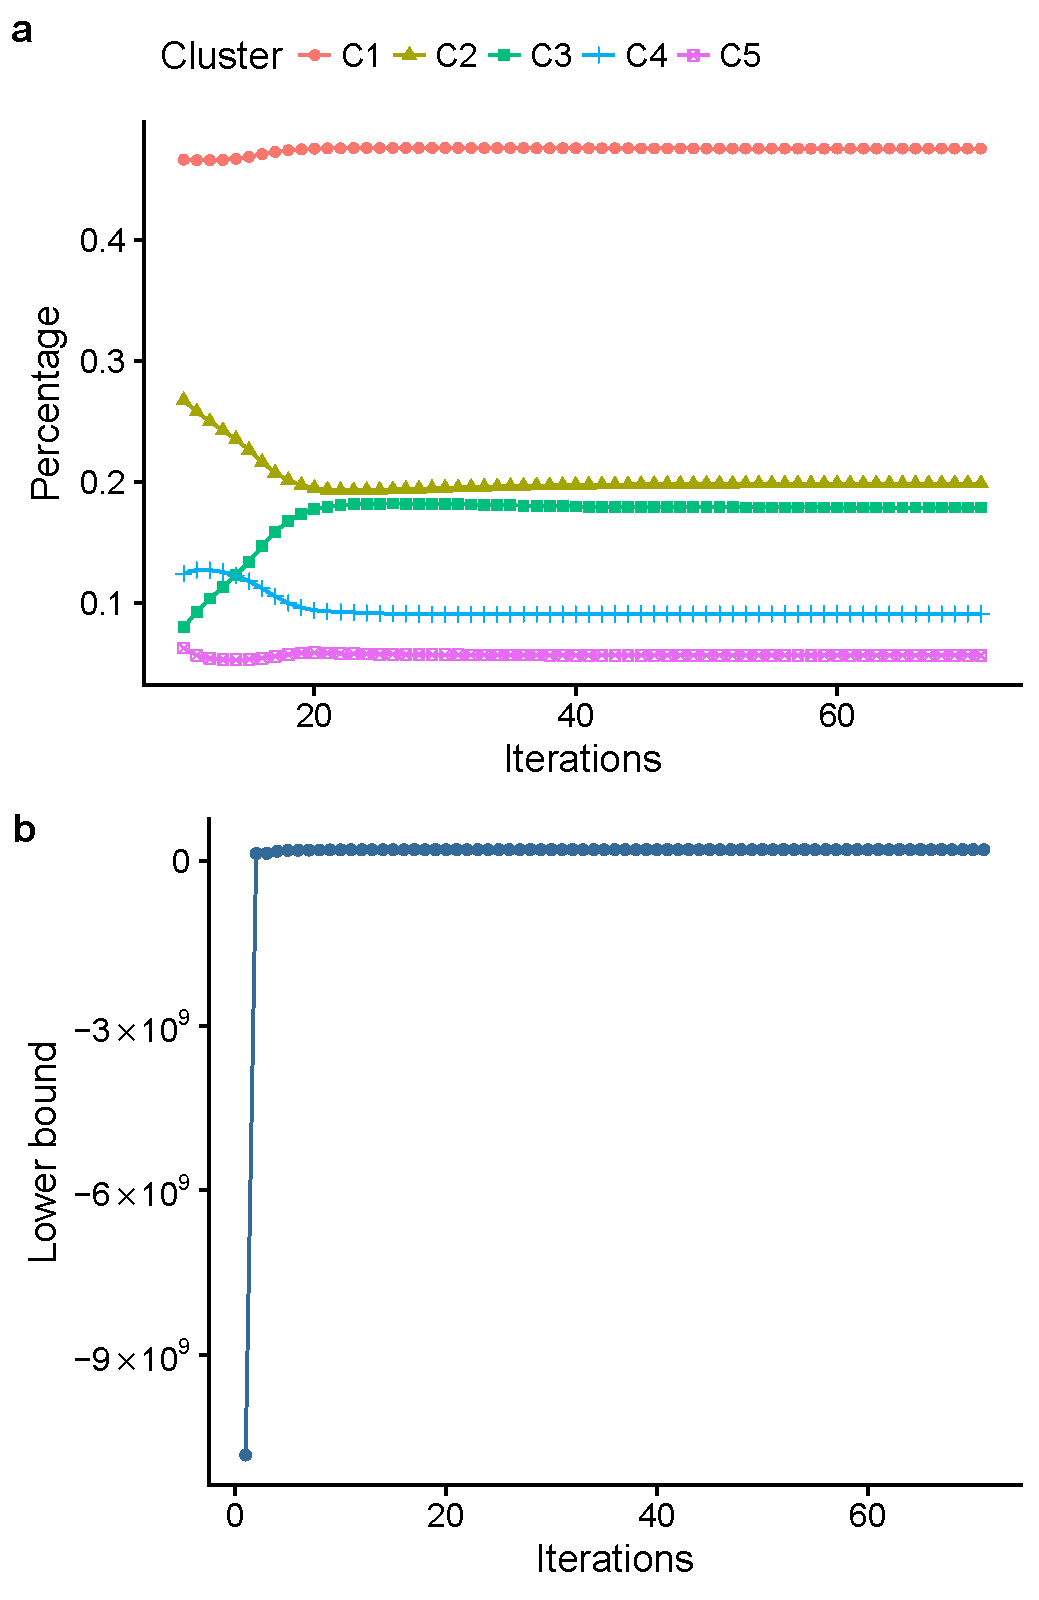 a
Cluster C1 C2 C3 C4 C5
0.4
0.3
0.2
0.1
Percentage
20 40 60
Iterations
b
0
−3×10⁹
−6×10⁹
−9×10⁹
Lower bound
0 20 40 60
Iterations